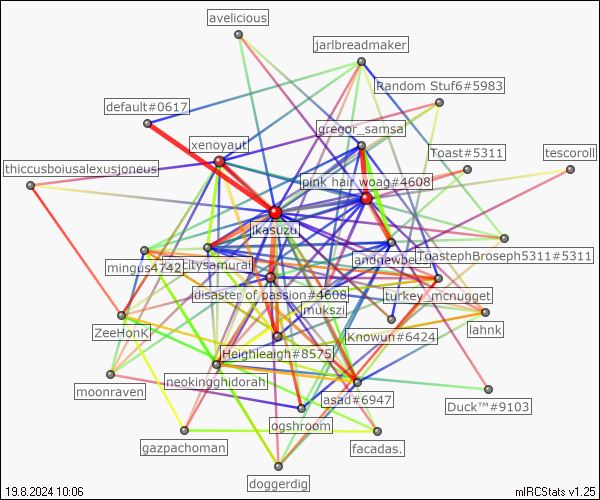 avelicious
jarlbreadmaker
Random Stuf6#5983
default#0617
gregor_samsa
xenoyaut
Toast#5311
tescoroll
thiccusboiusalexusjoneus
pink hair woag#4608
lkasuzu
andnewbe
ToastephBroseph5311#5311
mingus4742
citysamurai
disaster of passion#4608
turkey_mcnugget
mukszi
lahnk
ZeeHonk
Knowun#6424
Heighleaigh#8575
neokingghidorah
moonraven
asad#6947
Duck™#9103
ogshroom
gazpachoman
facadas.
doggerdig
19.8.2024 10:06
mIRCStats v1.25